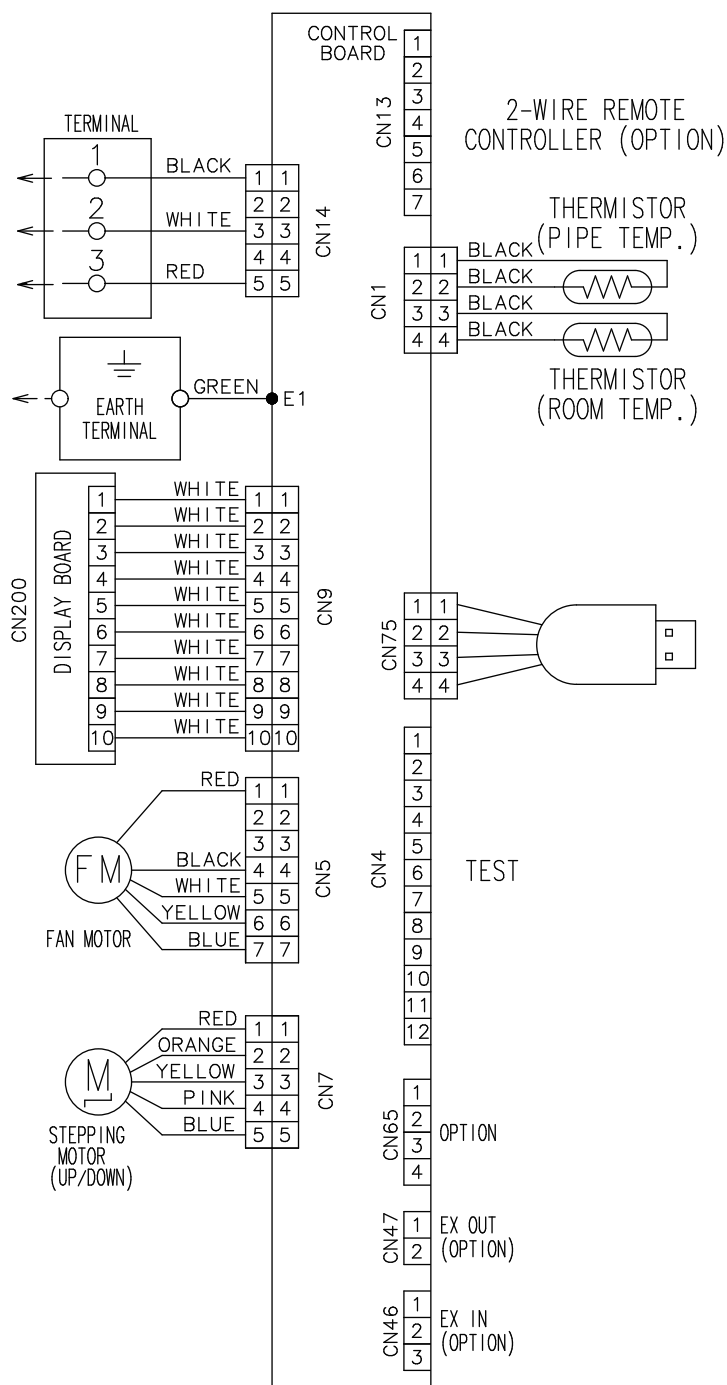 CONTROL
BOARD
CN13
1
2
3
4
5
6
7
2-WIRE REMOTE
CONTROLLER (OPTION)
TERMINAL
1
2
3
BLACK
WHITE
RED
1 1
2 2
3 3
4 4
5 5
CN14
THERMISTOR
(PIPE TEMP.)
CN1
1 1
2 2
3 3
4 4
BLACK
BLACK
BLACK
BLACK
THERMISTOR
(ROOM TEMP.)
EARTH
TERMINAL
GREEN
E1
CN200
DISPLAY BOARD
1
2
3
4
5
6
7
8
9
10
WHITE
WHITE
WHITE
WHITE
WHITE
WHITE
WHITE
WHITE
WHITE
WHITE
1 1
2 2
3 3
4 4
5 5
6 6
7 7
8 8
9 9
10 10
CN9
CN75
1 1
2 2
3 3
4 4
FM
FAN MOTOR
RED
BLACK
WHITE
YELLOW
BLUE
1 1
2 2
3 3
4 4
5 5
6 6
7 7
CN5
CN4
1
2
3
4
5
6
7
8
9
10
11
12
TEST
M
STEPPING
MOTOR
(UP/DOWN)
RED
ORANGE
YELLOW
PINK
BLUE
1 1
2 2
3 3
4 4
5 5
CN7
CN65
1
2
3
4
OPTION
CN47
1
2
EX OUT
(OPTION)
CN46
1
2
3
EX IN
(OPTION)